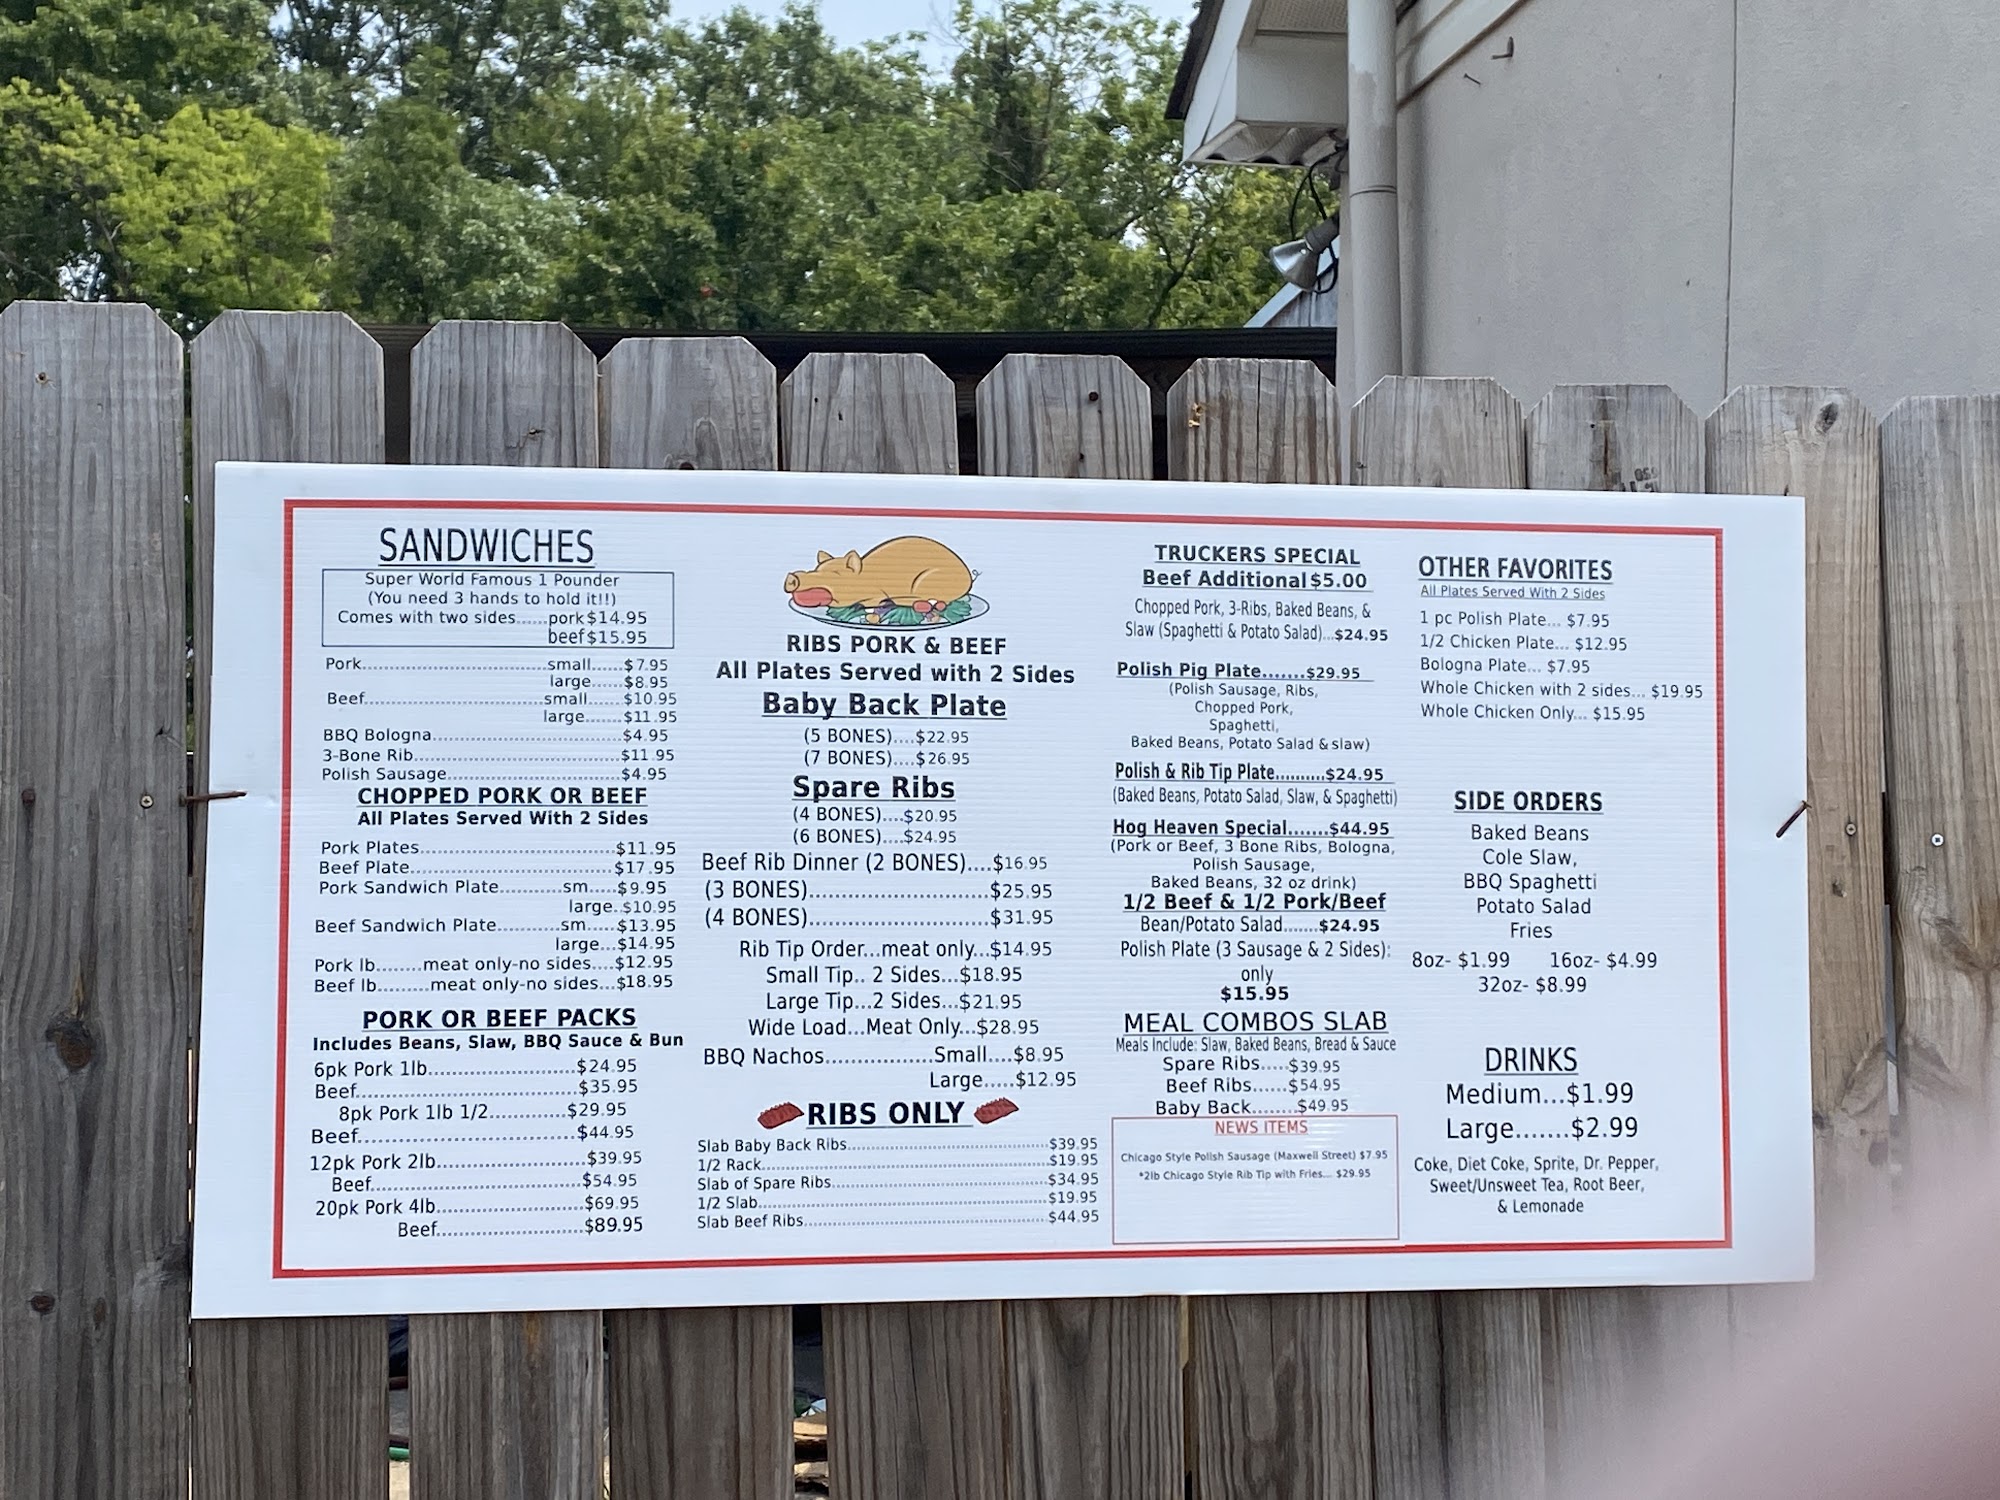 SANDWICHES
Super World Famous 1 Pounder
(You need 3 hands to hold it!!)
Comes with two sides......pork $14.95
beef $15.95
Pork..............................small......$7.95
large......$8.95
Beef.............................small......$10.95
large.......$11.95
BBQ Bologna...............................$4.95
3-Bone Rib..................................$11.95
Polish Sausage............................$4.95
CHOPPED PORK OR BEEF
All Plates Served With 2 Sides
Pork Plates................................$11.95
Beef Plate..................................$17.95
Pork Sandwich Plate..........sm.....$9.95
large..$10.95
Beef Sandwich Plate..........sm.....$13.95
large...$14.95
Pork lb........meat only-no sides....$12.95
Beef lb.........meat only-no sides...$18.95
PORK OR BEEF PACKS
Includes Beans, Slaw, BBQ Sauce & Bun
6pk Pork 1lb..........................$24.95
Beef.......................................$35.95
8pk Pork 1lb 1/2.............$29.95
Beef......................................$44.95
12pk Pork 2lb..........................$39.95
Beef.....................................$54.95
20pk Pork 4lb..........................$69.95
Beef.........................$89.95
RIBS PORK & BEEF
All Plates Served with 2 Sides
Baby Back Plate
(5 BONES)....$22.95
(7 BONES)....$26.95
Spare Ribs
(4 BONES)....$20.95
(6 BONES)....$24.95
Beef Rib Dinner (2 BONES)....$16.95
(3 BONES)..........................$25.95
(4 BONES)..........................$31.95
Rib Tip Order...meat only...$14.95
Small Tip.. 2 Sides...$18.95
Large Tip...2 Sides...$21.95
Wide Load...Meat Only...$28.95
BBQ Nachos.................Small....$8.95
Large.....$12.95
RIBS ONLY
Slab Baby Back Ribs........................................$39.95
1/2 Rack.........................................................$19.95
Slab of Spare Ribs...........................................$34.95
1/2 Slab..........................................................$19.95
Slab Beef Ribs.................................................$44.95
TRUCKERS SPECIAL
Beef Additional $5.00
Chopped Pork, 3-Ribs, Baked Beans, &
Slaw (Spaghetti & Potato Salad)...$24.95
Polish Pig Plate.......$29.95
(Polish Sausage, Ribs,
Chopped Pork,
Spaghetti,
Baked Beans, Potato Salad & slaw)
Polish & Rib Tip Plate..........$24.95
(Baked Beans, Potato Salad, Slaw, & Spaghetti)
Hog Heaven Special.......$44.95
(Pork or Beef, 3 Bone Ribs, Bologna,
Polish Sausage,
Baked Beans, 32 oz drink)
1/2 Beef & 1/2 Pork/Beef
Bean/Potato Salad.......$24.95
Polish Plate (3 Sausage & 2 Sides):
only
$15.95
MEAL COMBOS SLAB
Meals Include: Slaw, Baked Beans, Bread & Sauce
Spare Ribs.....$39.95
Beef Ribs......$54.95
Baby Back........$49.95
NEWS ITEMS
Chicago Style Polish Sausage (Maxwell Street) $7.95
*2lb Chicago Style Rib Tip with Fries... $29.95
OTHER FAVORITES
All Plates Served With 2 Sides
1 pc Polish Plate... $7.95
1/2 Chicken Plate... $12.95
Bologna Plate... $7.95
Whole Chicken with 2 sides... $19.95
Whole Chicken Only... $15.95
SIDE ORDERS
Baked Beans
Cole Slaw,
BBQ Spaghetti
Potato Salad
Fries
8oz- $1.99 16oz- $4.99
32oz- $8.99
DRINKS
Medium...$1.99
Large.......$2.99
Coke, Diet Coke, Sprite, Dr. Pepper,
Sweet/Unsweet Tea, Root Beer,
& Lemonade